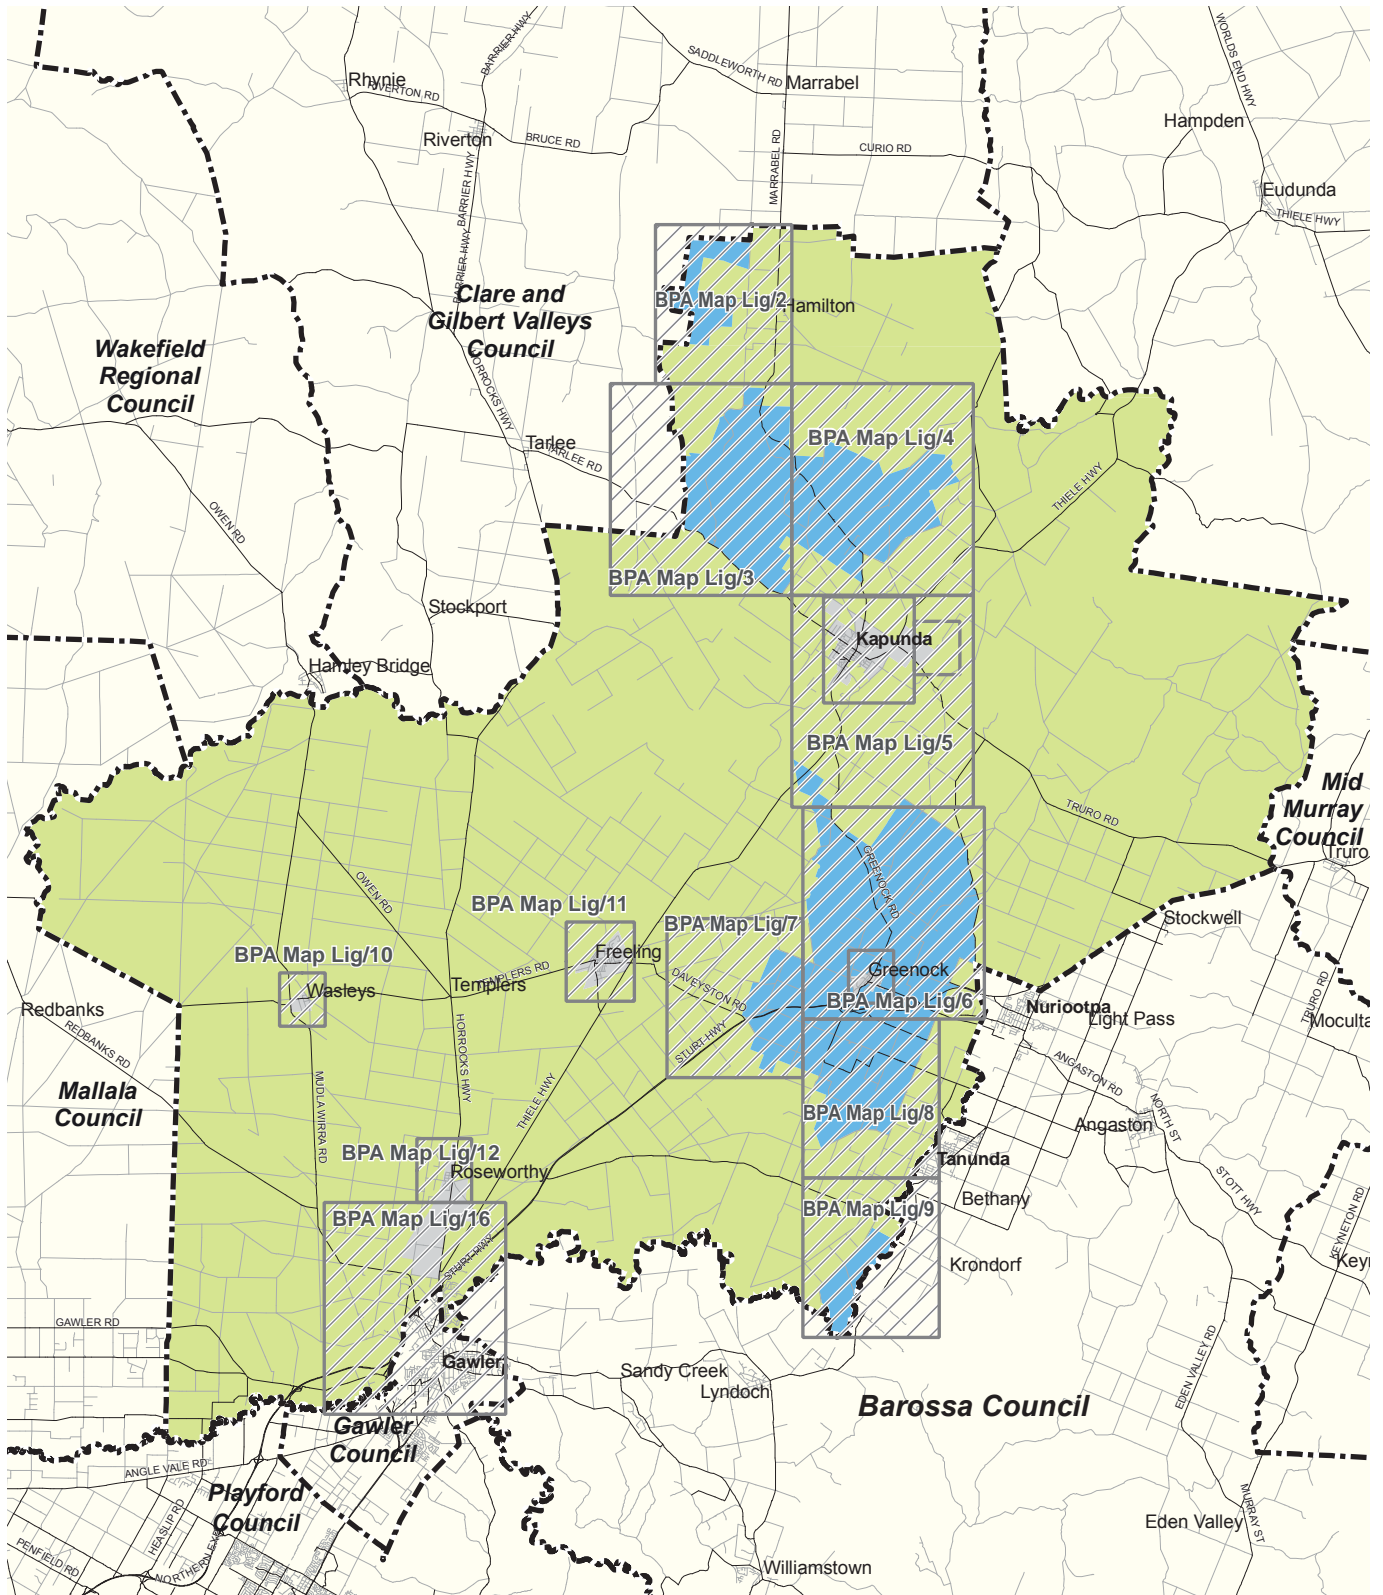 BARRIER HWY
WORLDS END HWY
SADDLEWORTH RD
Marrabel
Rhynie
RIVERTON RD
Hampden
Riverton
BRUCE RD
MARRABEL RD
CURIO RD
BARRIER HWY
Eudunda
THIELE HWY
BARRIER HWY
Clare and
Gilbert Valleys
Council
BPA Map Lig/2
Hamilton
Wakefield
Regional
Council
HORROCKS HWY
Tarlee
TARLEE RD
BPA Map Lig/4
THIELE HWY
OWEN RD
BPA Map Lig/3
Stockport
Kapunda
Hamley Bridge
BPA Map Lig/5
Mid
Murray
Council
TRURO RD
Truro
GREENOCK RD
OWEN RD
BPA Map Lig/11
BPA Map Lig/7
Stockwell
BPA Map Lig/10
Freeling
TEMPLERS RD
Templers
Wasleys
DAVEYSTON RD
Greenock
BPA Map Lig/6
Nuriootpa
Light Pass
TRURO RD
Moculta
Redbanks
REDBANKS RD
HORROCKS HWY
STURT HWY
ANGASTON RD
Mallala
Council
MUDLA WIRRA RD
THIELE HWY
BPA Map Lig/8
NORTH ST
Angaston
BPA Map Lig/12
Roseworthy
Tanunda
Bethany
STOTT HWY
BPA Map Lig/16
BPA Map Lig/9
KEYNETON RD
STURT HWY
Krondorf
Keyn
GAWLER RD
Gawler
Sandy Creek
Lyndoch
EDEN VALLEY RD
Barossa Council
Gawler
Council
ANGLE VALE RD
Playford
Council
HEASLIP RD
MURRAY ST
Eden Valley
PENFIELD RD
NORTHERN EXP
Williamstown